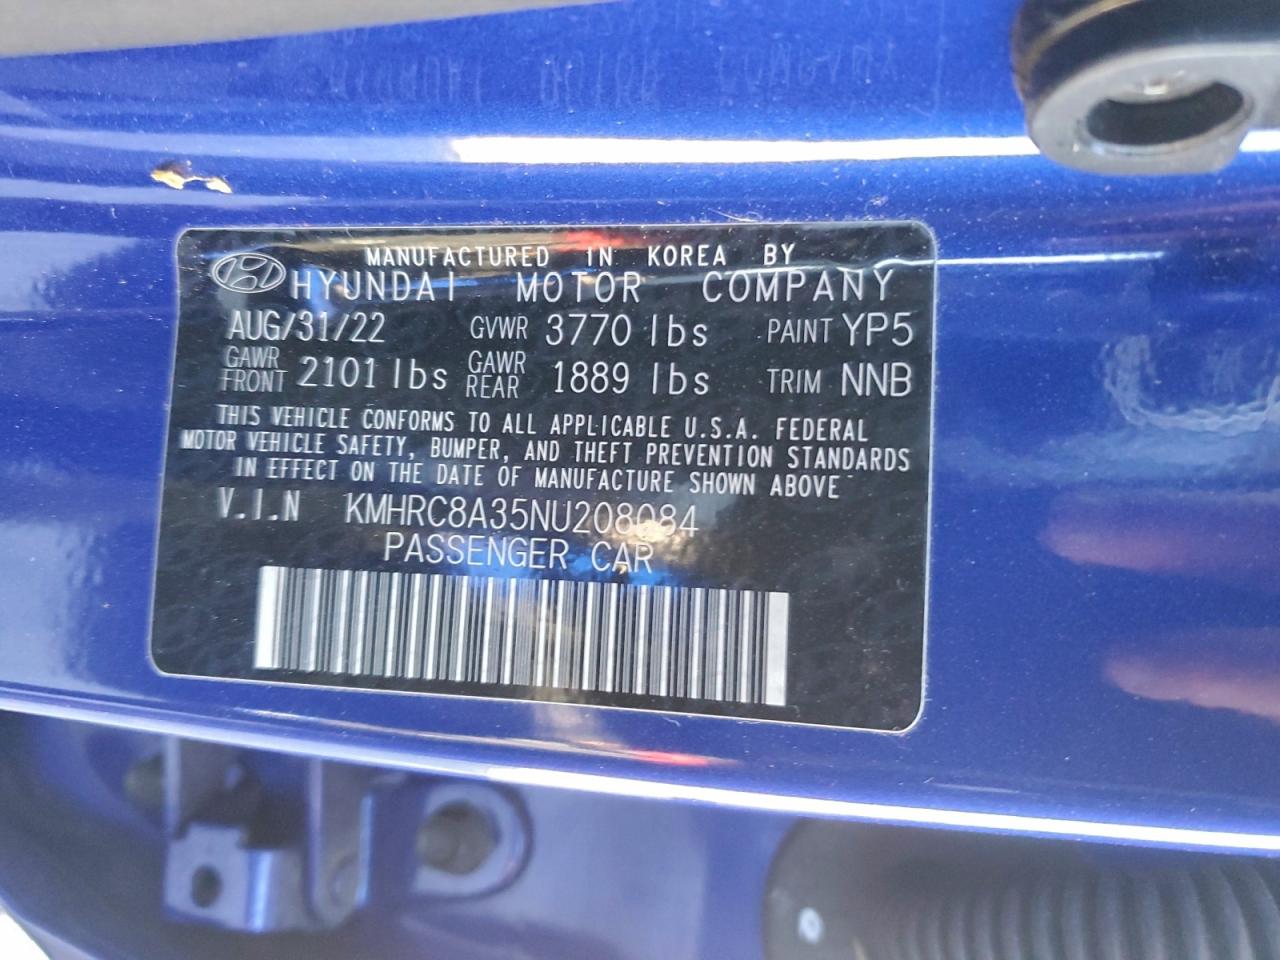 MANUFACTURED IN KOREA BY
HYUNDAI MOTOR COMPANY
AUG/31/22 GVWR 3770 lbs PAINT YP5
GAWR FRONT 2101 lbs GAWR REAR 1889 lbs TRIM NNB
THIS VEHICLE CONFORMS TO ALL APPLICABLE U.S.A. FEDERAL
MOTOR VEHICLE SAFETY, BUMPER, AND THEFT PREVENTION STANDARDS
IN EFFECT ON THE DATE OF MANUFACTURE SHOWN ABOVE
V.I.N KMHRC8A35NU208084
PASSENGER CAR